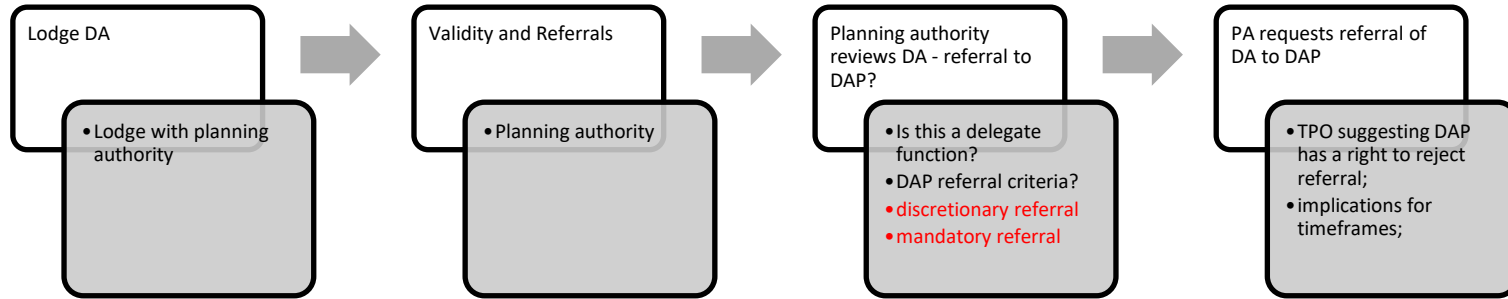 Lodge DA
• Lodge with planning
authority
Validity and Referrals
• Planning authority
Planning authority
reviews DA - referral to
DAP?
• Is this a delegate
function?
• DAP referral criteria?
• discretionary referral
• mandatory referral
PA requests referral of
DA to DAP
• TPO suggesting DAP
has a right to reject
referral;
• implications for
timeframes;